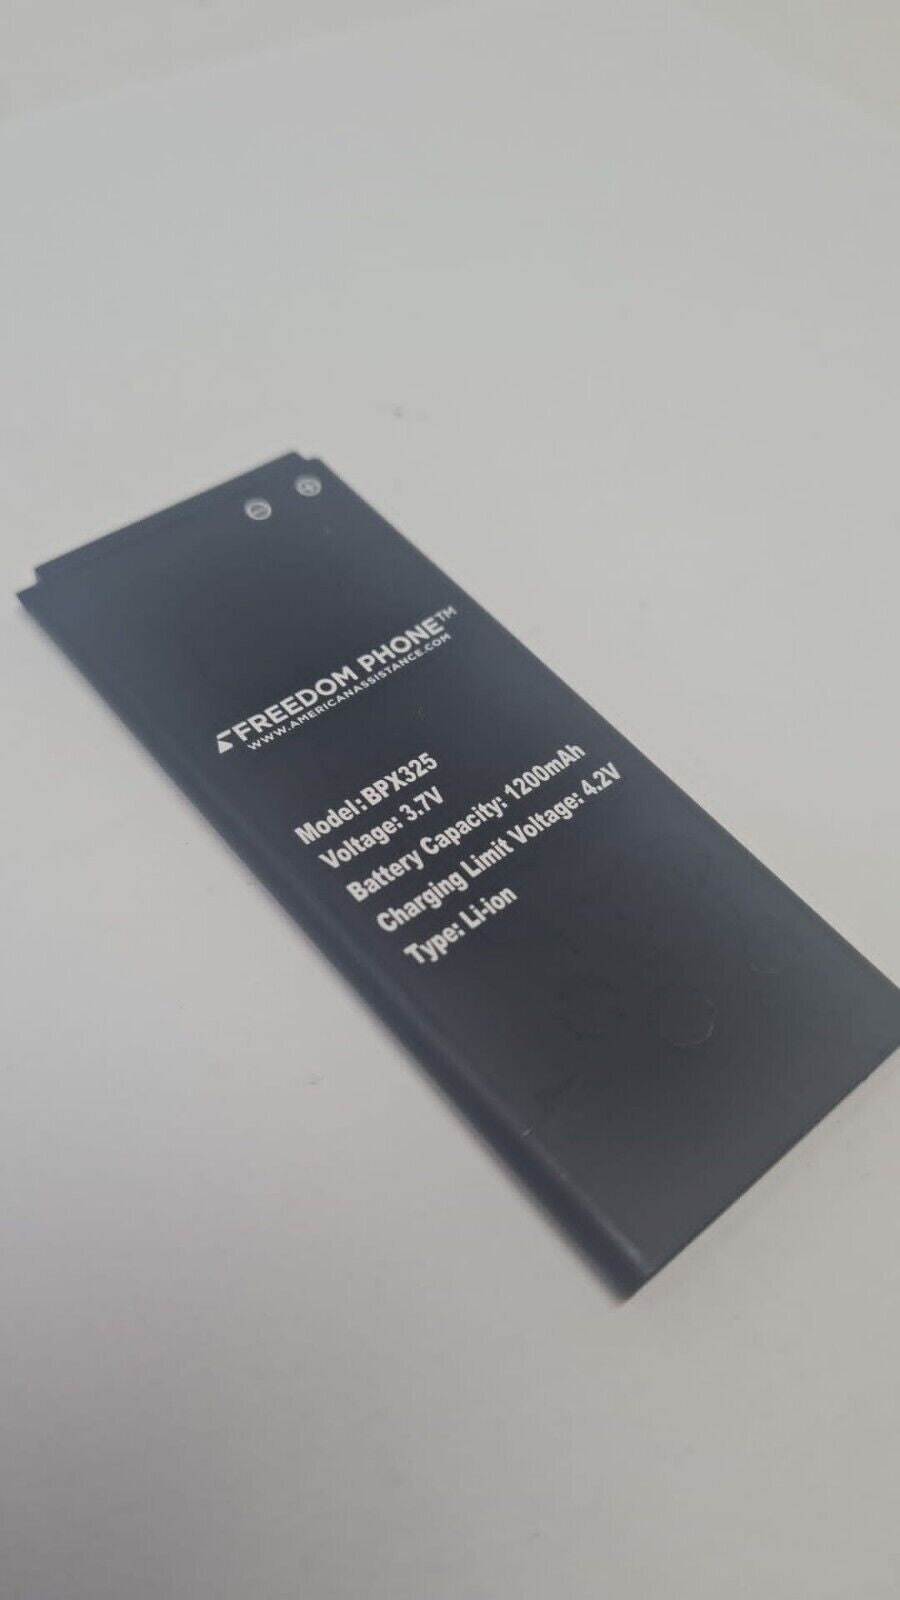 FREEDOM PHONE™
WWW.AMERICANASSISTANCE.COM
Model: BPX325
Voltage: 3.7V
Battery Capacity: 1200mAh
Charging Limit Voltage: 4.2V
Type: Li-ion